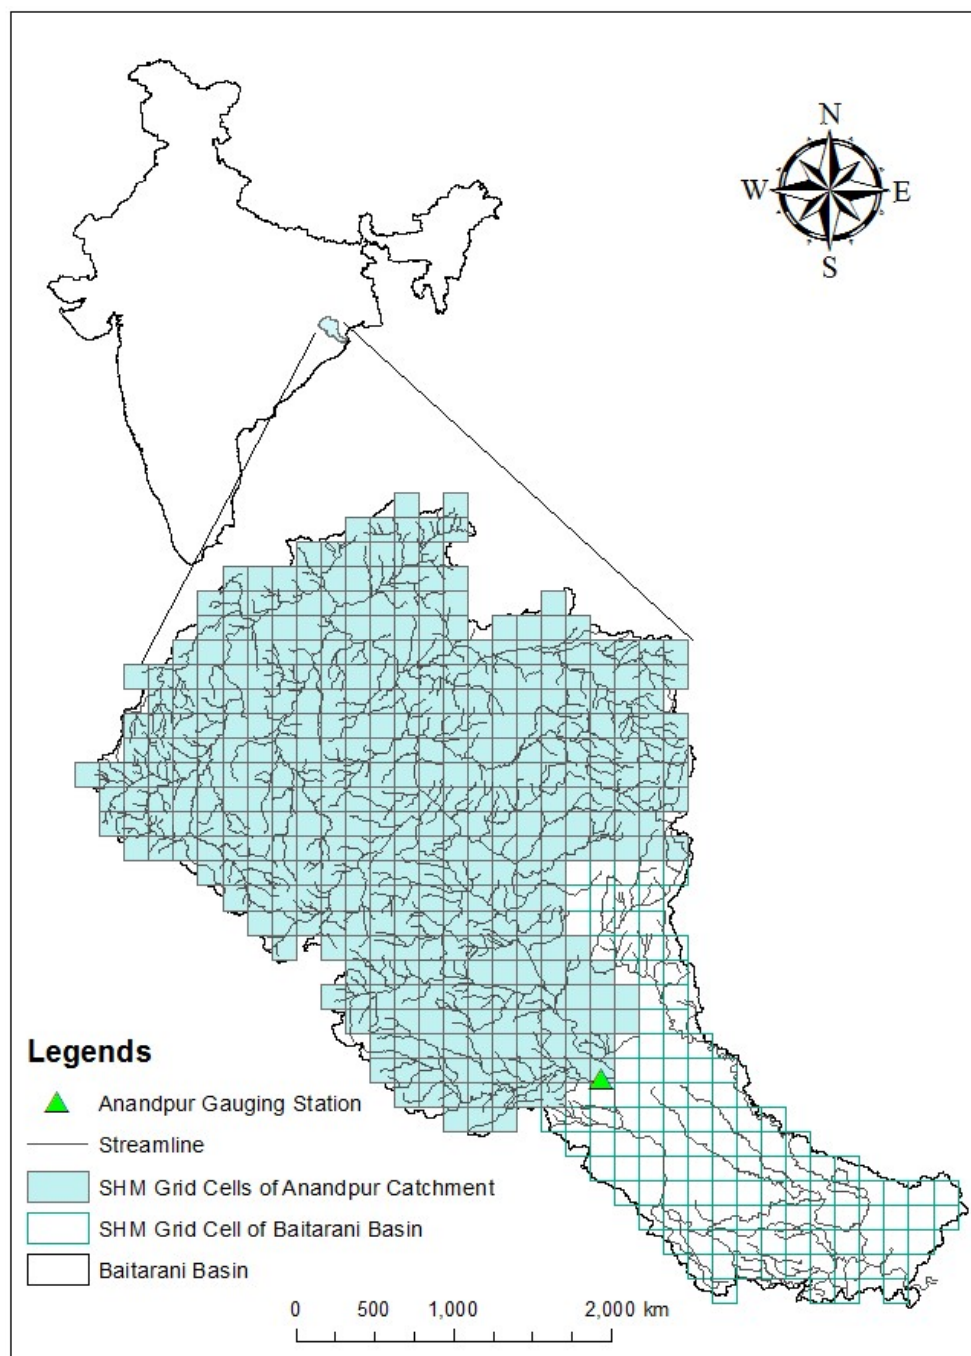 N
W E
S
Legends
Anandpur Gauging Station
Streamline
SHM Grid Cells of Anandpur Catchment
SHM Grid Cell of Baitarani Basin
Baitarani Basin
0 500 1,000 2,000 km